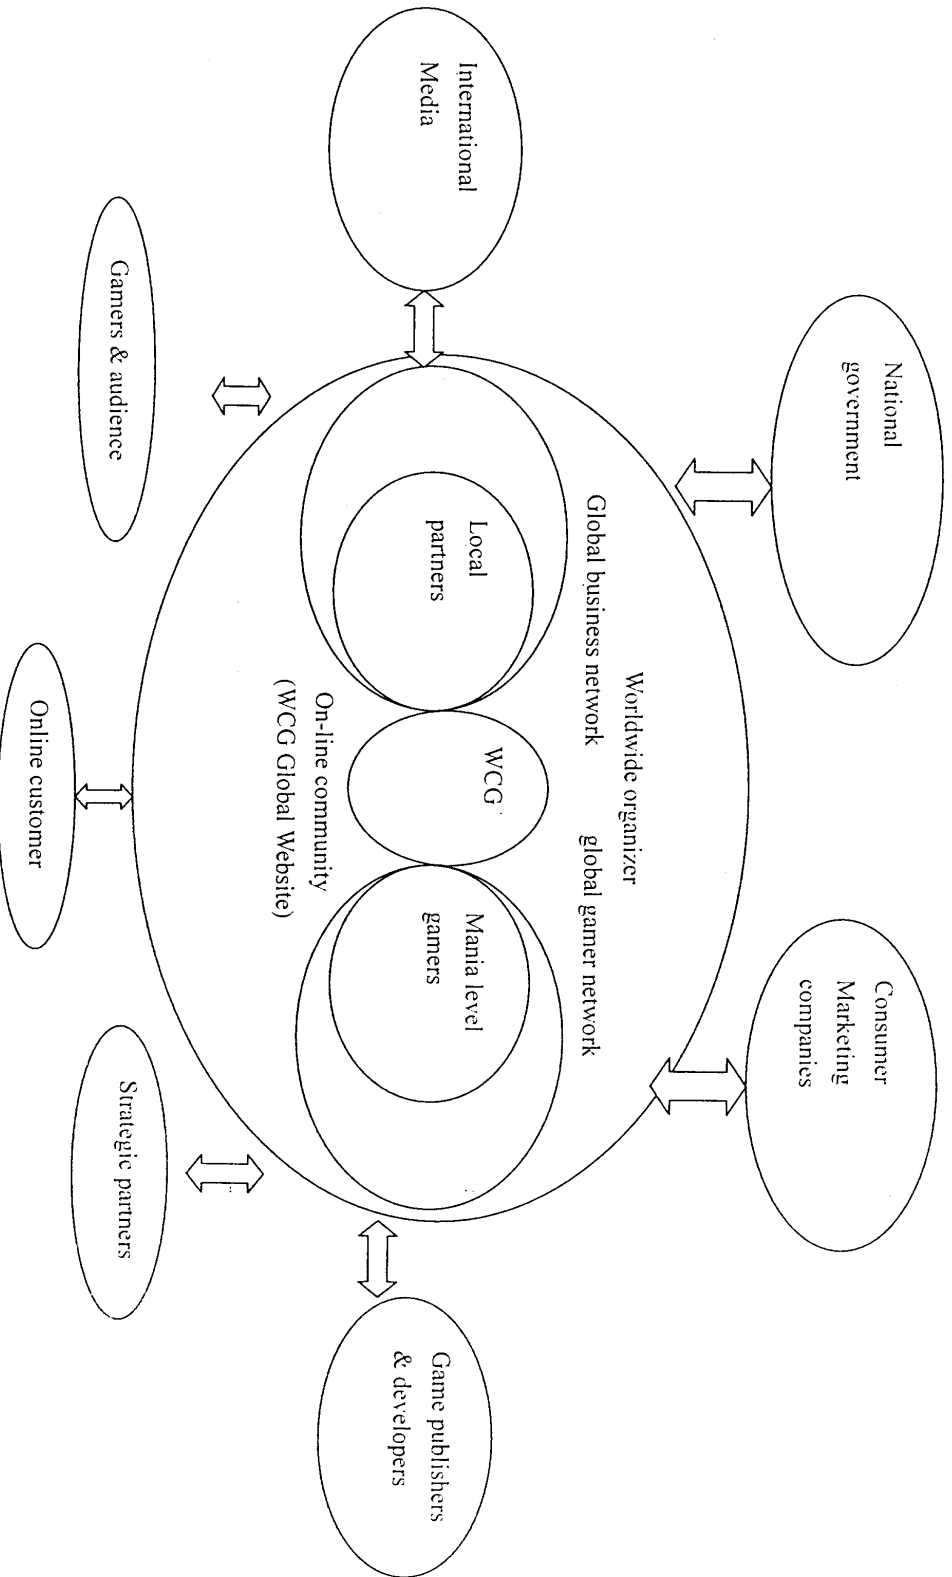 National
government
Consumer
Marketing
companies
International
Media
Worldwide organizer
Global business network
global gamer network
Local
partners
WCG
Mania level
gamers
Game publishers
& developers
On-line community
(WCG Global Website)
Gamers & audience
Strategic partners
Online customer